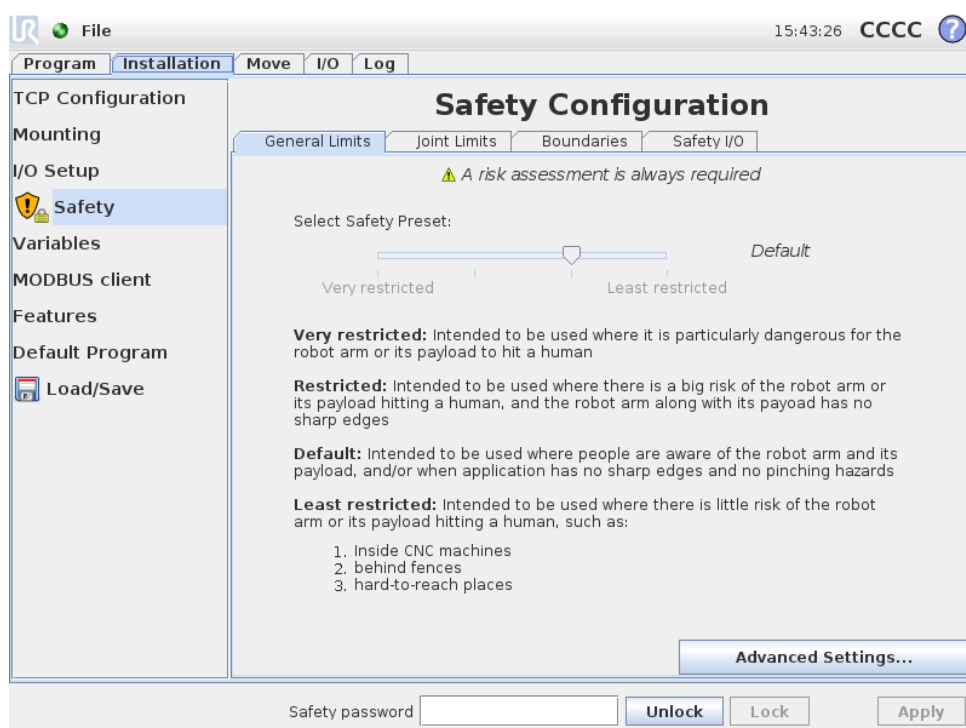 UR File 15:43:26 CCCC ?
Program Installation Move I/O Log
TCP Configuration
Mounting
I/O Setup
Safety
Variables
MODBUS client
Features
Default Program
Load/Save
Safety Configuration
General Limits Joint Limits Boundaries Safety I/O
A risk assessment is always required
Select Safety Preset:
Default
Very restricted Least restricted
Very restricted: Intended to be used where it is particularly dangerous for the
robot arm or its payload to hit a human
Restricted: Intended to be used where there is a big risk of the robot arm or
its payload hitting a human, and the robot arm along with its payoad has no
sharp edges
Default: Intended to be used where people are aware of the robot arm and its
payload, and/or when application has no sharp edges and no pinching hazards
Least restricted: Intended to be used where there is little risk of the robot
arm or its payload hitting a human, such as:
1. Inside CNC machines
2. behind fences
3. hard-to-reach places
Advanced Settings...
Safety password Unlock Lock Apply